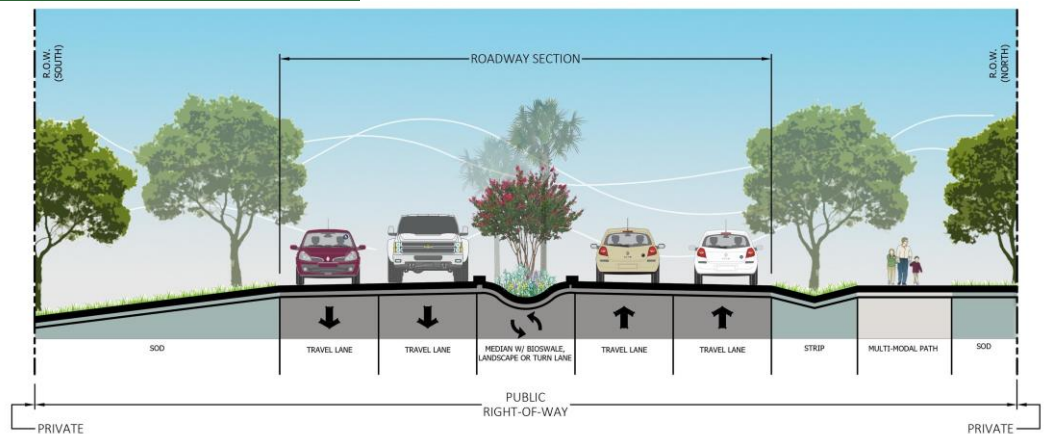 R.O.W.
(SOUTH)
ROADWAY SECTION
R.O.W.
(NORTH)
SOD
TRAVEL LANE
TRAVEL LANE
MEDIAN W/ BIOSWALE,
LANDSCAPE OR TURN LANE
TRAVEL LANE
TRAVEL LANE
STRIP
MULTI-MODAL PATH
SOD
PUBLIC
RIGHT-OF-WAY
PRIVATE
PRIVATE